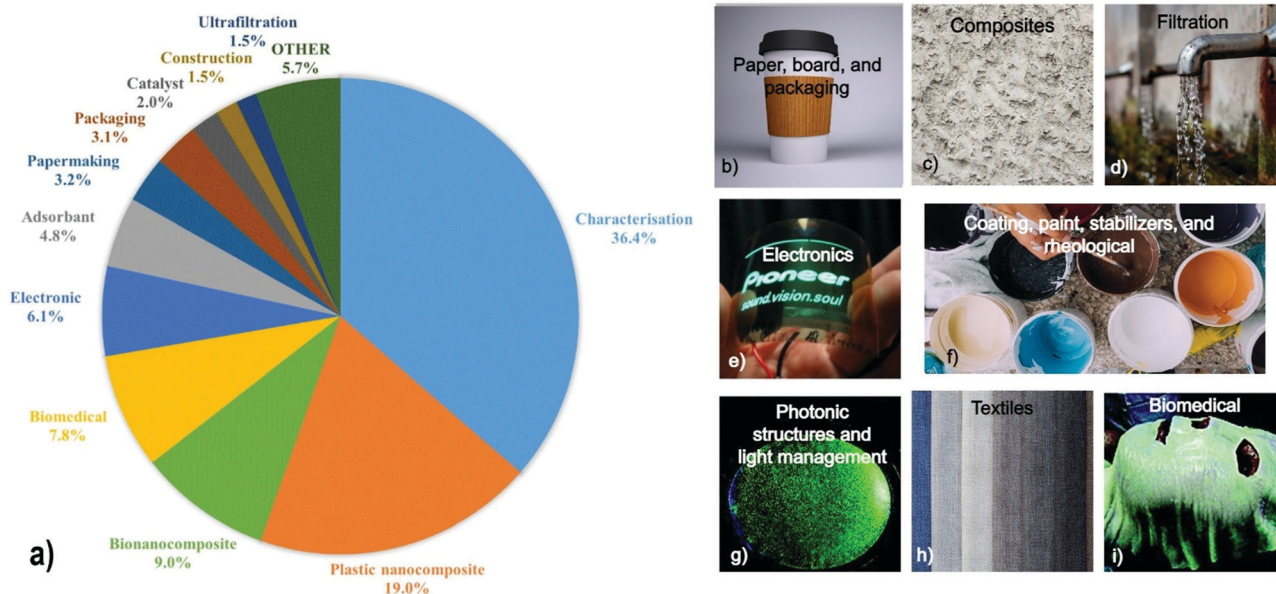 Ultrafiltration
1.5%
OTHER
5.7%
Construction
1.5%
Catalyst
2.0%
Packaging
3.1%
Papermaking
3.2%
Adsorbant
4.8%
Electronic
6.1%
Biomedical
7.8%
Bionanocomposite
9.0%
Plastic nanocomposite
19.0%
Characterisation
36.4%
a)
Paper, board, and
packaging
b)
Composites
c)
Filtration
d)
Electronics
Pioneer
sound.vision.soul
e)
Coating, paint, stabilizers, and
rheological
f)
Photonic
structures and
light management
g)
Textiles
h)
Biomedical
i)